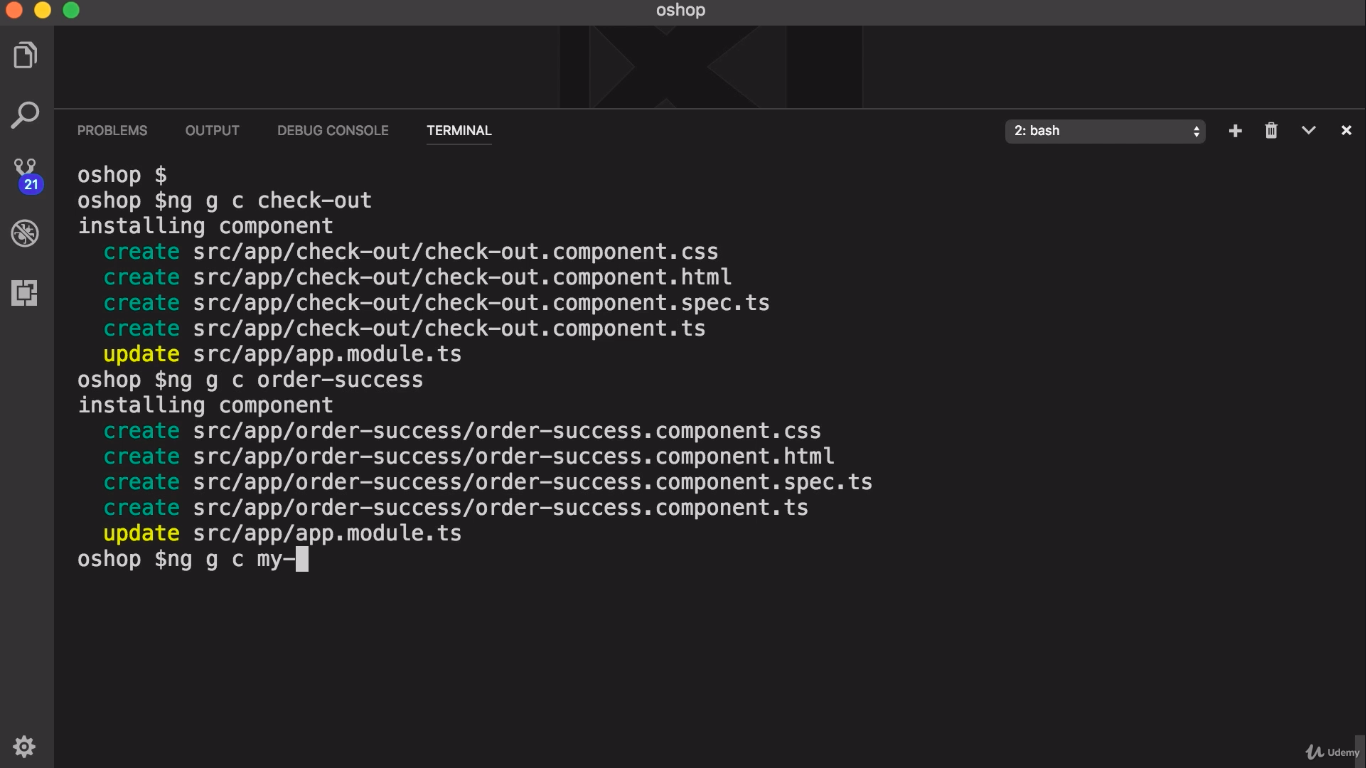 oshop
PROBLEMS OUTPUT DEBUG CONSOLE TERMINAL 2: bash
21
oshop $
oshop $ng g c check-out
installing component
create src/app/check-out/check-out.component.css
create src/app/check-out/check-out.component.html
create src/app/check-out/check-out.component.spec.ts
create src/app/check-out/check-out.component.ts
update src/app/app.module.ts
oshop $ng g c order-success
installing component
create src/app/order-success/order-success.component.css
create src/app/order-success/order-success.component.html
create src/app/order-success/order-success.component.spec.ts
create src/app/order-success/order-success.component.ts
update src/app/app.module.ts
oshop $ng g c my-
Udemy